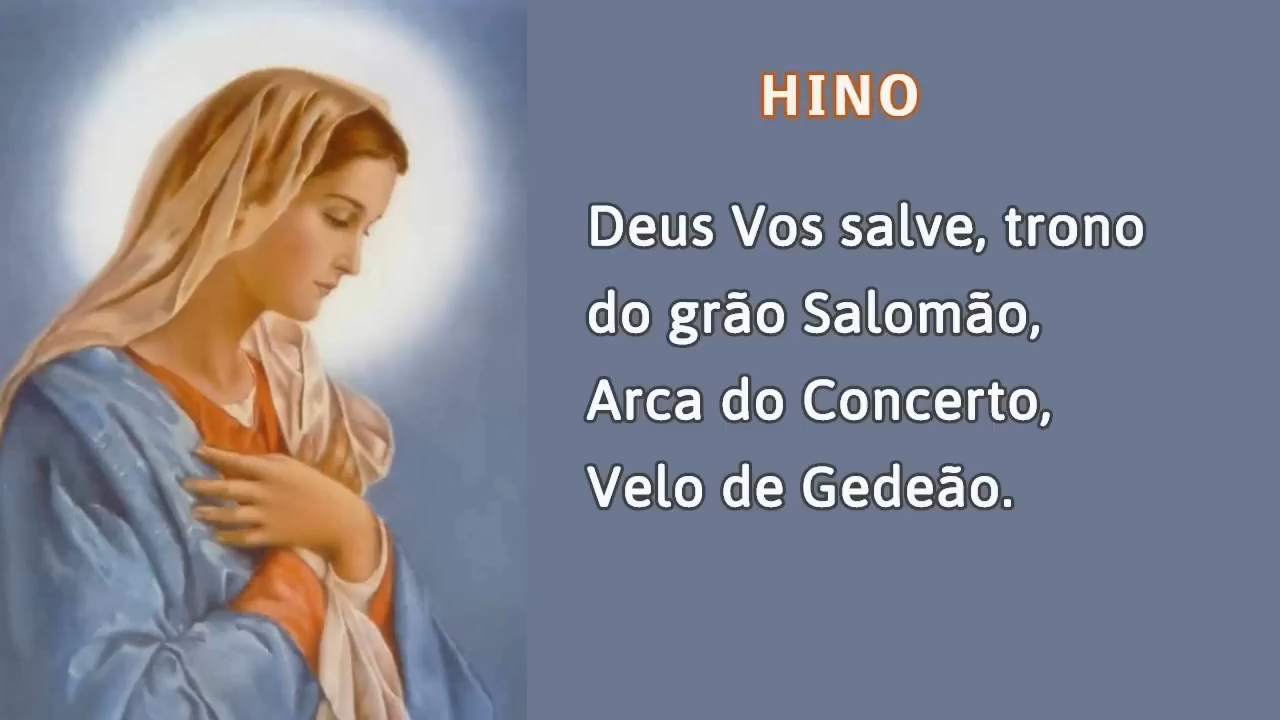 HINO
Deus Vos salve, trono
do grão Salomão,
Arca do Concerto,
Velo de Gedeão.